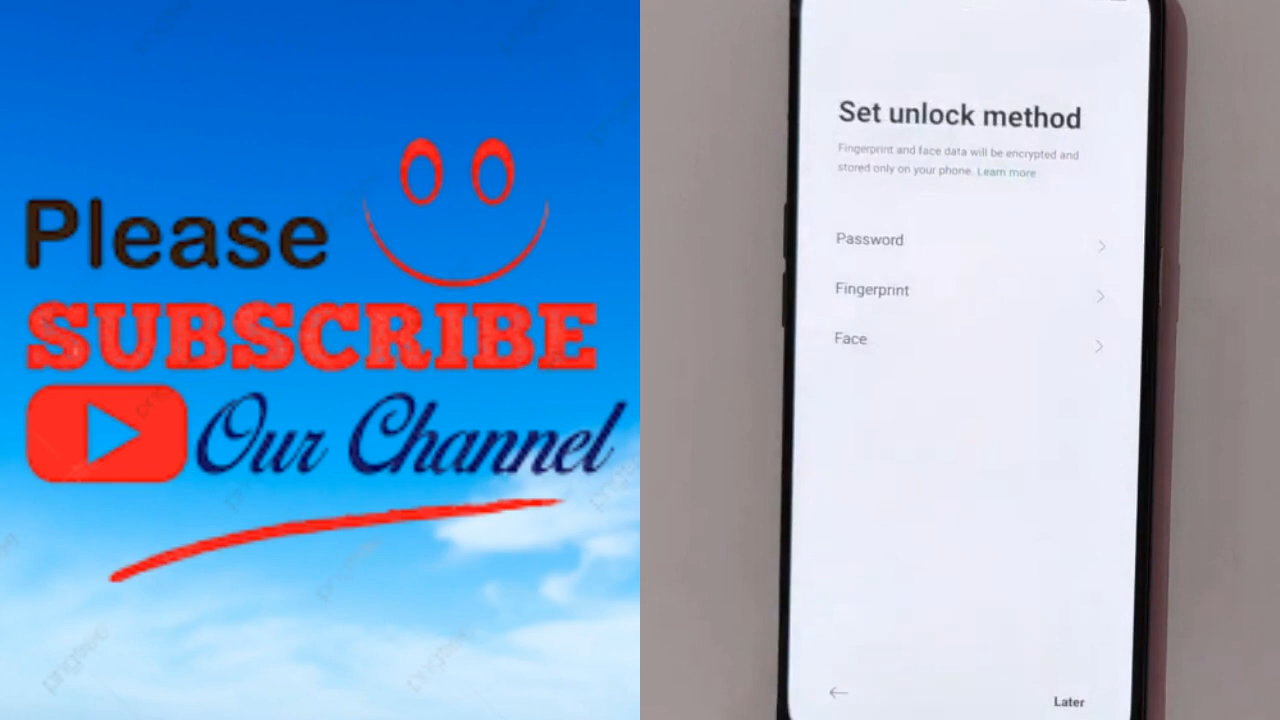 Please
SUBSCRIBE
Our Channel
Set unlock method
Fingerprint and face data will be encrypted and
stored only on your phone. Learn more
Password
Fingerprint
Face
Later